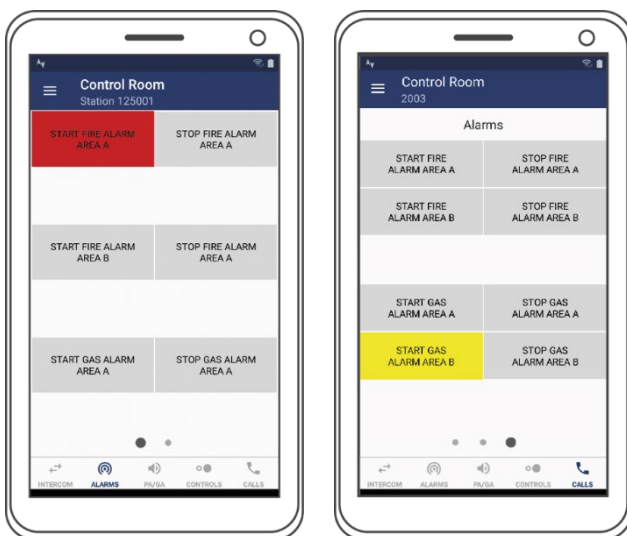 Control Room
Station 125001
START FIRE ALARM
AREA A
STOP FIRE ALARM
AREA A
START FIRE ALARM
AREA B
STOP FIRE ALARM
AREA A
START GAS ALARM
AREA A
STOP GAS ALARM
AREA A
INTERCOM
ALARMS
PA/GA
CONTROLS
CALLS
Control Room
2003
Alarms
START FIRE
ALARM AREA A
STOP FIRE
ALARM AREA A
START FIRE
ALARM AREA B
STOP FIRE
ALARM AREA B
START GAS
ALARM AREA A
STOP GAS
ALARM AREA A
START GAS
ALARM AREA B
STOP GAS
ALARM AREA B
INTERCOM
ALARMS
PA/GA
CONTROLS
CALLS